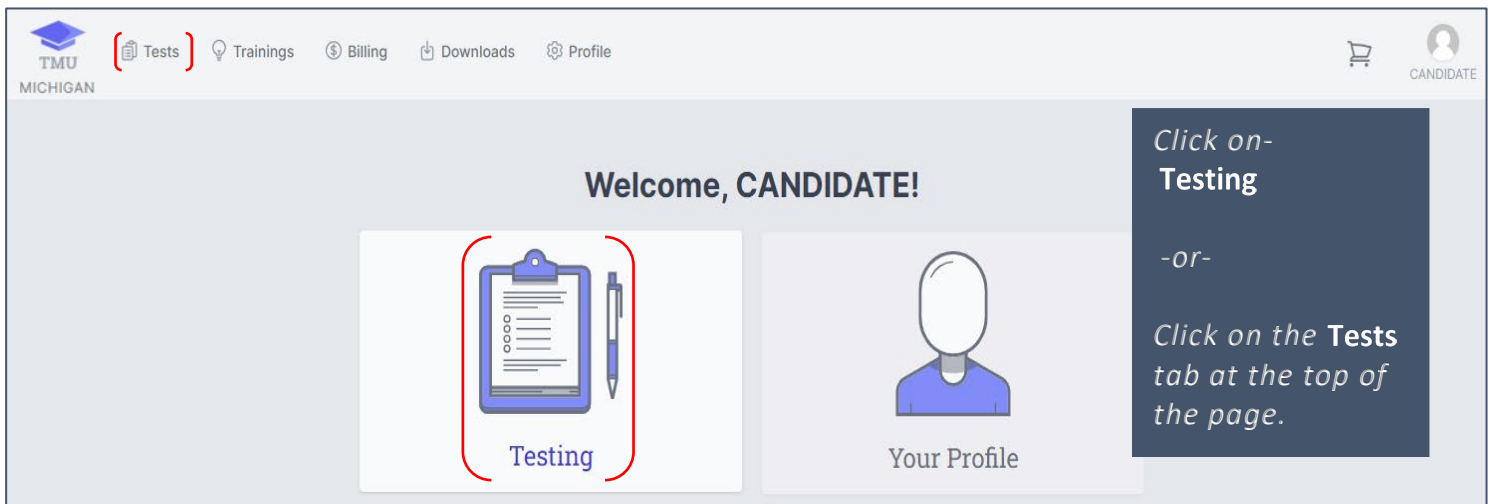 TMU
MICHIGAN
Tests Trainings Billing Downloads Profile
CANDIDATE
Welcome, CANDIDATE!
Testing
Your Profile
Click on-
Testing
-or-
Click on the Tests
tab at the top of
the page.